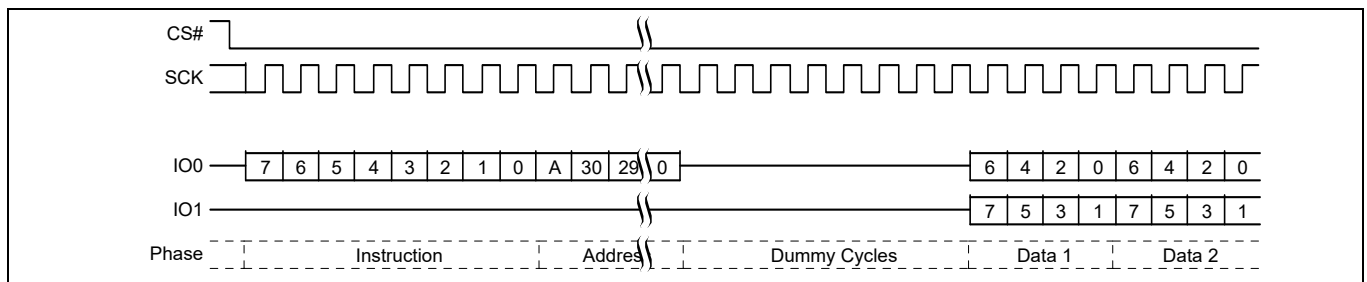 CS#
SCK
IO0 7 6 5 4 3 2 1 0 A 30 29 0 6 4 2 0 6 4 2 0
IO1 7 5 3 1 7 5 3 1
Phase Instruction Addres Dummy Cycles Data 1 Data 2